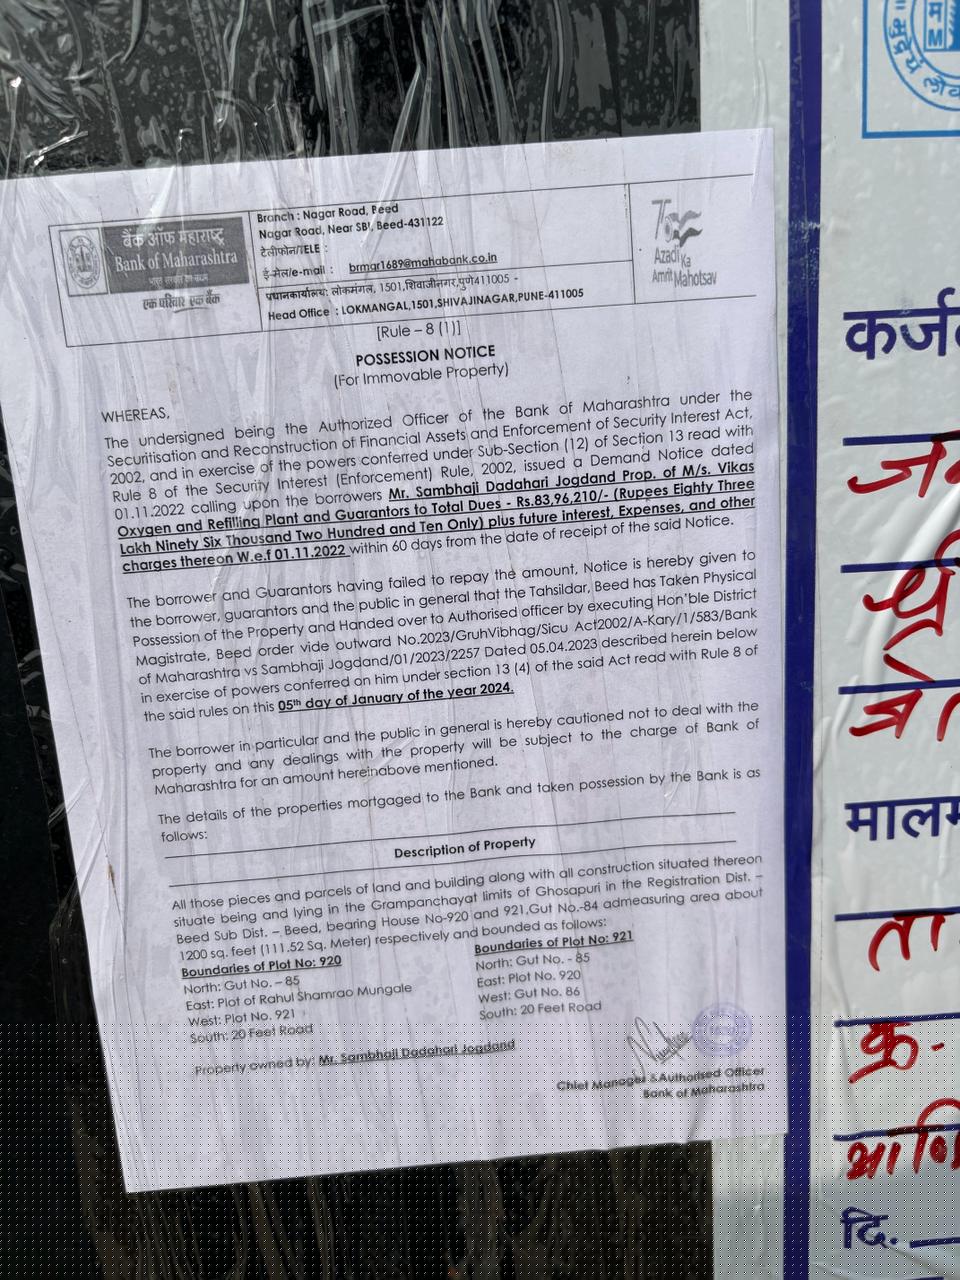 बैंक ऑफ महाराष्ट्र
Bank of Maharashtra
एक परिवार एक बैंक
Branch : Nagar Road, Beed
Nagar Road, Near SBI, Beed-431122
टेलीफोन/TELE :
ई-मेल/e-mail : brmar1689@mahabank.co.in
प्रधानकार्यालय: लोकमंगल, 1501,शिवाजीनगर,पुणे411005 -
Head Office : LOKMANGAL,1501,SHIVAJINAGAR,PUNE-411005
75
Azadi Ka
Amrit Mahotsav
[Rule – 8 (1)]
POSSESSION NOTICE
(For Immovable Property)
WHEREAS,
The undersigned being the Authorized Officer of the Bank of Maharashtra under the
Securitisation and Reconstruction of Financial Assets and Enforcement of Security Interest Act,
2002, and in exercise of the powers conferred under Sub-Section (12) of Section 13 read with
Rule 8 of the Security Interest (Enforcement) Rule, 2002, issued a Demand Notice dated
01.11.2022 calling upon the borrowers Mr. Sambhaji Dadahari Jogdand Prop. of M/s. Vikas
Oxygen and Refilling Plant and Guarantors to Total Dues - Rs.83,96,210/- (Rupees Eighty Three
Lakh Ninety Six Thousand Two Hundred and Ten Only) plus future interest, Expenses, and other
charges thereon W.e.f 01.11.2022 within 60 days from the date of receipt of the said Notice.
The borrower and Guarantors having failed to repay the amount, Notice is hereby given to
the borrower, guarantors and the public in general that the Tahsildar, Beed has Taken Physical
Possession of the Property and Handed over to Authorised officer by executing Hon'ble District
Magistrate, Beed order vide outward No.2023/GruhVibhag/Sicu Act2002/A-Kary/1/583/Bank
of Maharashtra vs Sambhaji Jogdand/01/2023/2257 Dated 05.04.2023 described herein below
in exercise of powers conferred on him under section 13 (4) of the said Act read with Rule 8 of
the said rules on this 05th day of January of the year 2024.
The borrower in particular and the public in general is hereby cautioned not to deal with the
property and any dealings with the property will be subject to the charge of Bank of
Maharashtra for an amount hereinabove mentioned.
The details of the properties mortgaged to the Bank and taken possession by the Bank is as
follows:
Description of Property
All those pieces and parcels of land and building along with all construction situated thereon
situate being and lying in the Grampanchayat limits of Ghosapuri in the Registration Dist. –
Beed Sub Dist. – Beed, bearing House No-920 and 921,Gut No.-84 admeasuring area about
1200 sq. feet (111.52 Sq. Meter) respectively and bounded as follows:
Boundaries of Plot No: 920
North: Gut No. – 85
East: Plot of Rahul Shamrao Mungale
West: Plot No. 921
South: 20 Feet Road
Boundaries of Plot No: 921
North: Gut No. - 85
East: Plot No. 920
West: Gut No. 86
South: 20 Feet Road
Property owned by: Mr. Sambhaji Dadahari Jogdand
Chief Manager & Authorised Officer
Bank of Maharashtra
ता
क्र.
दि.